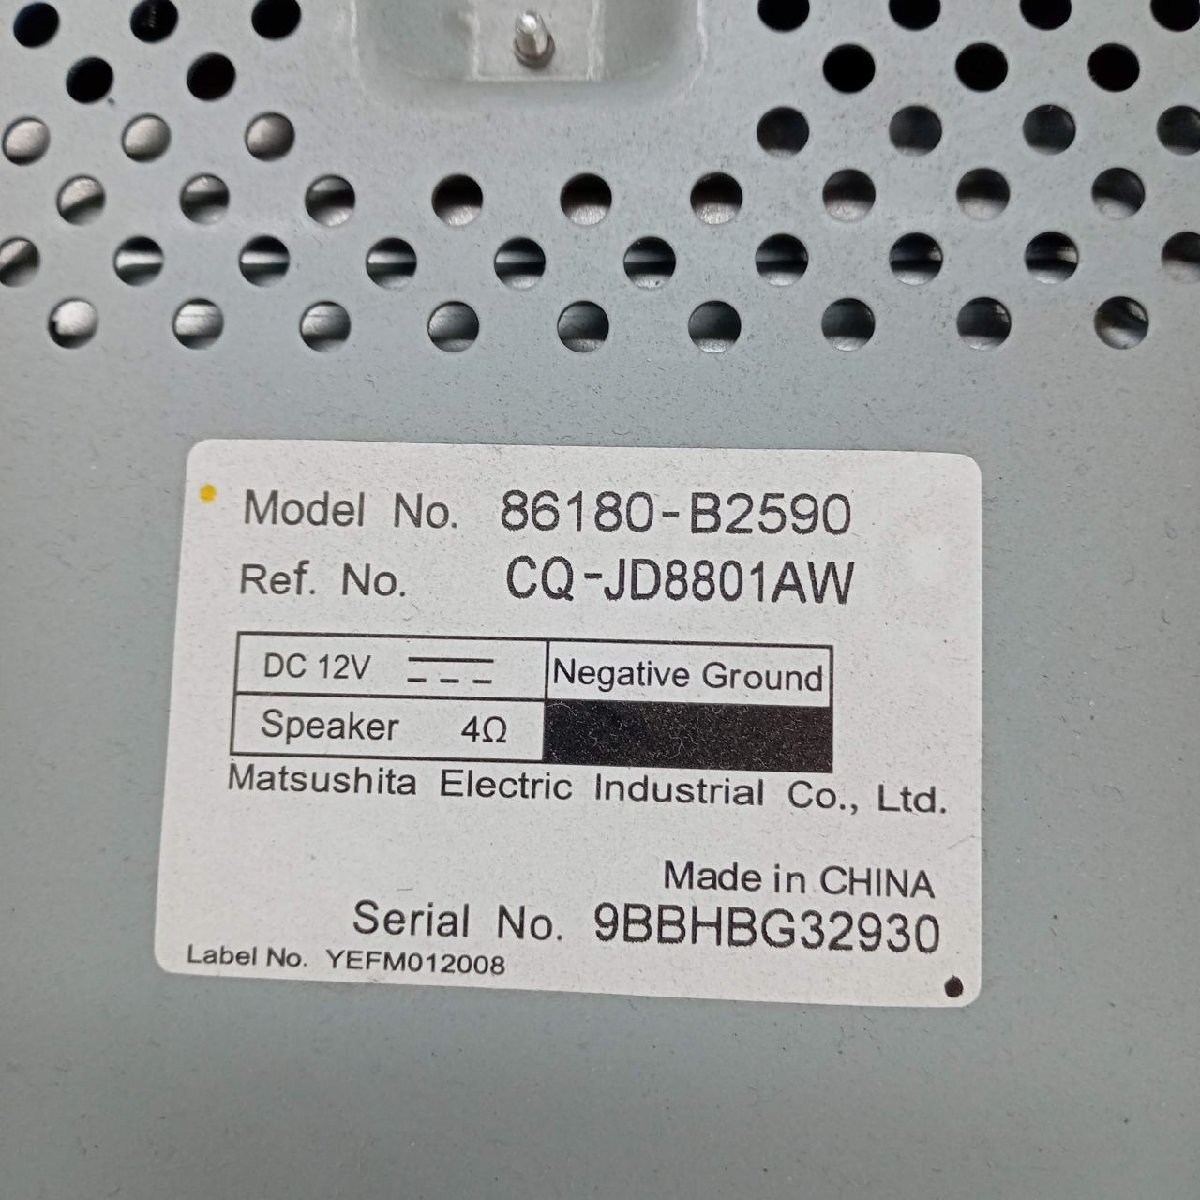 Model No. 86180-B2590
Ref. No. CQ-JD8801AW
DC 12V Negative Ground
Speaker 4Ω
Matsushita Electric Industrial Co., Ltd.
Made in CHINA
Serial No. 9BBHBG32930
Label No. YEFM012008